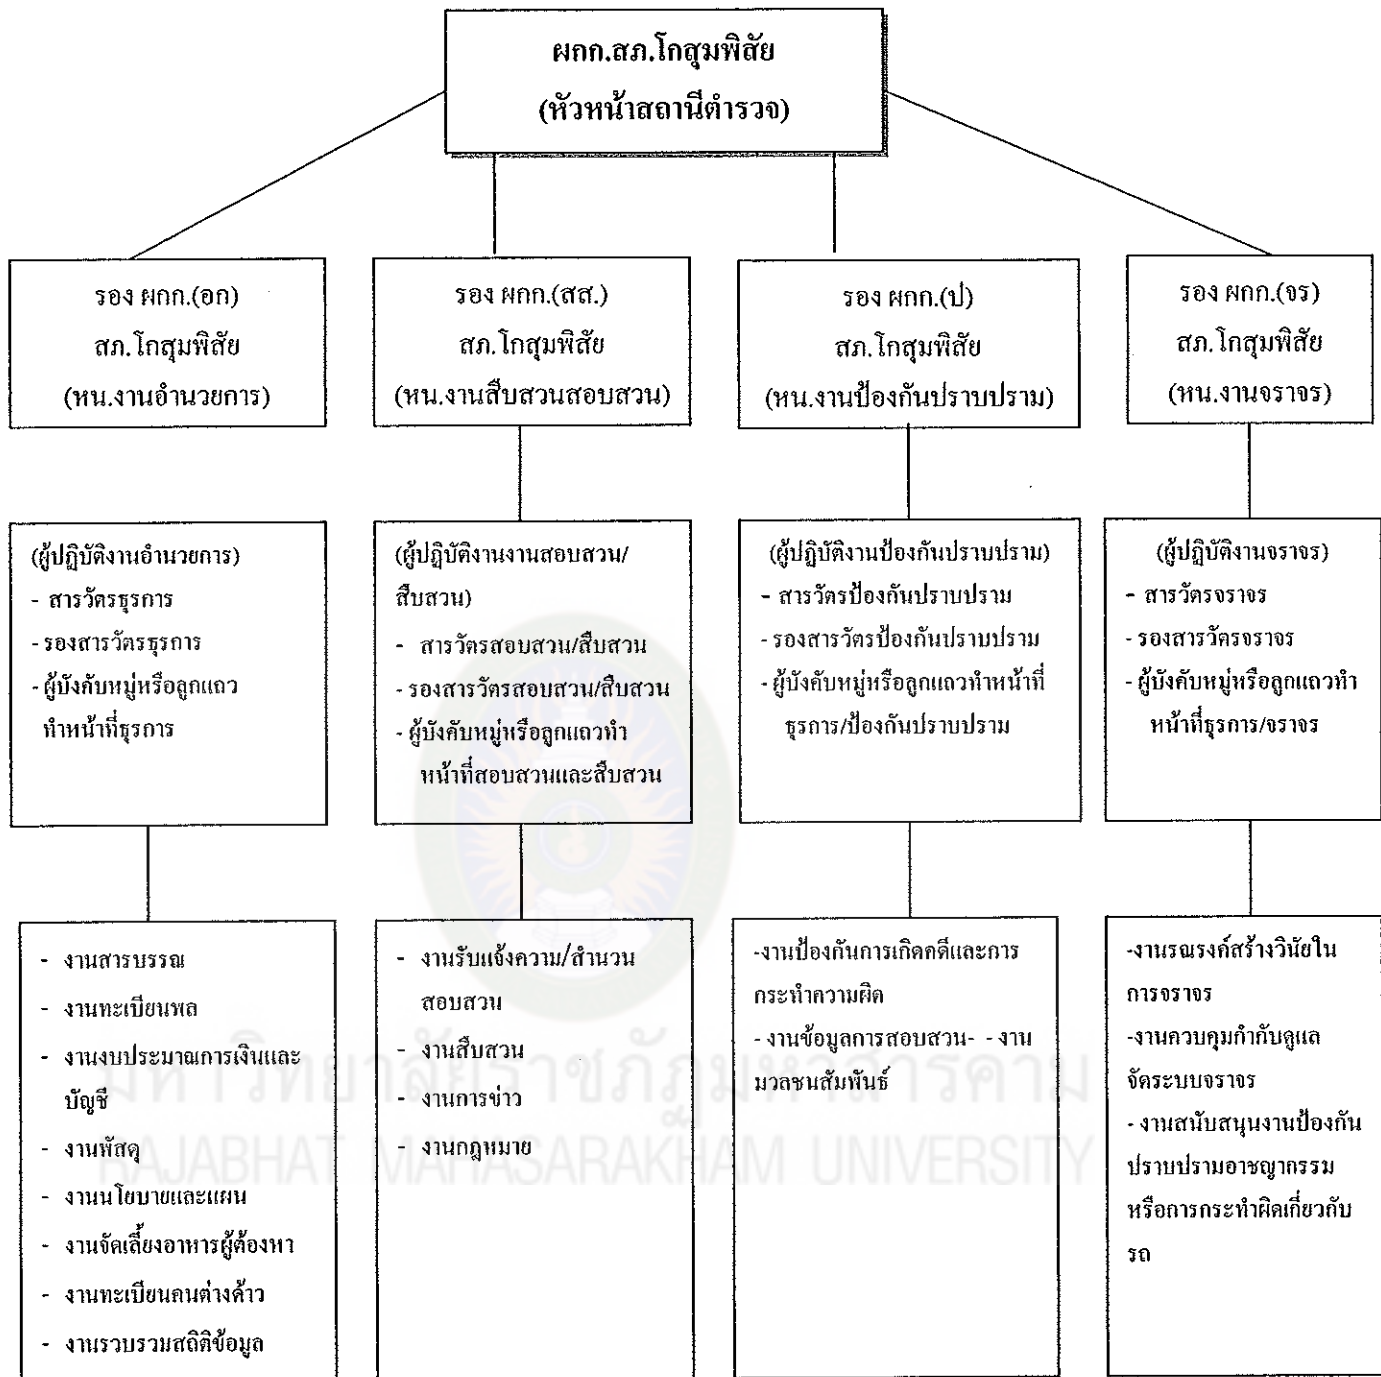 ผกก.สภ.โกสุมพิสัย
(หัวหน้าสถานีตำรวจ)
รอง ผกก.(อก)
สภ.โกสุมพิสัย
(หน.งานอำนวยการ)
รอง ผกก.(สส.)
สภ.โกสุมพิสัย
(หน.งานสืบสวนสอบสวน)
รอง ผกก.(ป)
สภ.โกสุมพิสัย
(หน.งานป้องกันปราบปราม)
รอง ผกก.(จร)
สภ.โกสุมพิสัย
(หน.งานจราจร)
(ผู้ปฏิบัติงานอำนวยการ)
- สารวัตรธุรการ
- รองสารวัตรธุรการ
- ผู้บังคับหมู่หรือลูกแถว
ทำหน้าที่ธุรการ
(ผู้ปฏิบัติงานงานสอบสวน/
สืบสวน)
- สารวัตรสอบสวน/สืบสวน
- รองสารวัตรสอบสวน/สืบสวน
- ผู้บังคับหมู่หรือลูกแถวทำ
หน้าที่สอบสวนและสืบสวน
(ผู้ปฏิบัติงานป้องกันปราบปราม)
- สารวัตรป้องกันปราบปราม
- รองสารวัตรป้องกันปราบปราม
- ผู้บังคับหมู่หรือลูกแถวทำหน้าที่
ธุรการ/ป้องกันปราบปราม
(ผู้ปฏิบัติงานจราจร)
- สารวัตรจราจร
- รองสารวัตรจราจร
- ผู้บังคับหมู่หรือลูกแถวทำ
หน้าที่ธุรการ/จราจร
- งานสารบรรณ
- งานทะเบียนพล
- งานงบประมาณการเงินและ
บัญชี
- งานพัสดุ
- งานนโยบายและแผน
- งานจัดเลี้ยงอาหารผู้ต้องหา
- งานทะเบียนคนต่างด้าว
- งานรวบรวมสถิติข้อมูล
- งานรับแจ้งความ/สำนวน
สอบสวน
- งานสืบสวน
- งานการข่าว
- งานกฎหมาย
-งานป้องกันการเกิดคดีและการ
กระทำความผิด
- งานข้อมูลการสอบสวน- - งาน
มวลชนสัมพันธ์
-งานรณรงค์สร้างวินัยใน
การจราจร
-งานควบคุมกำกับดูแล
จัดระบบจราจร
- งานสนับสนุนงานป้องกัน
ปราบปรามอาชญากรรม
หรือการกระทำผิดเกี่ยวกับ
รถ
มหาวิทยาลัยราชภัฏมหาสารคาม
RAJABHAT MAHASARAKHAM UNIVERSITY